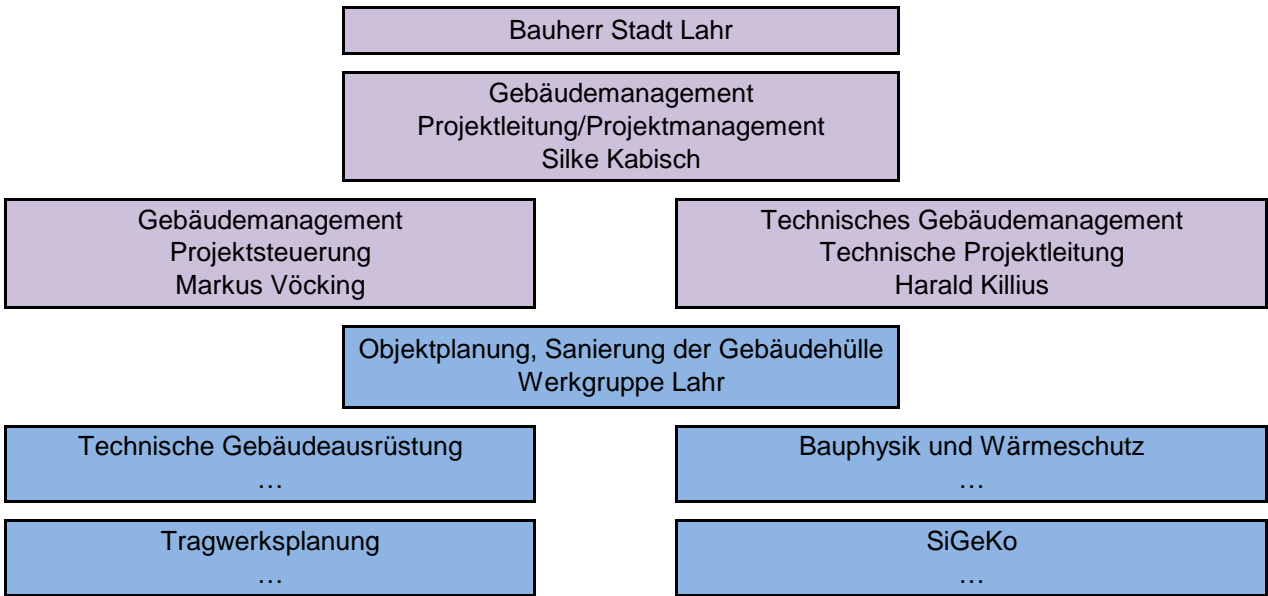 Bauherr Stadt Lahr
Gebäudemanagement
Projektleitung/Projektmanagement
Silke Kabisch
Gebäudemanagement
Projektsteuerung
Markus Vöcking
Technisches Gebäudemanagement
Technische Projektleitung
Harald Killius
Objektplanung, Sanierung der Gebäudehülle
Werkgruppe Lahr
Technische Gebäudeausrüstung
…
Bauphysik und Wärmeschutz
…
Tragwerksplanung
…
SiGeKo
…